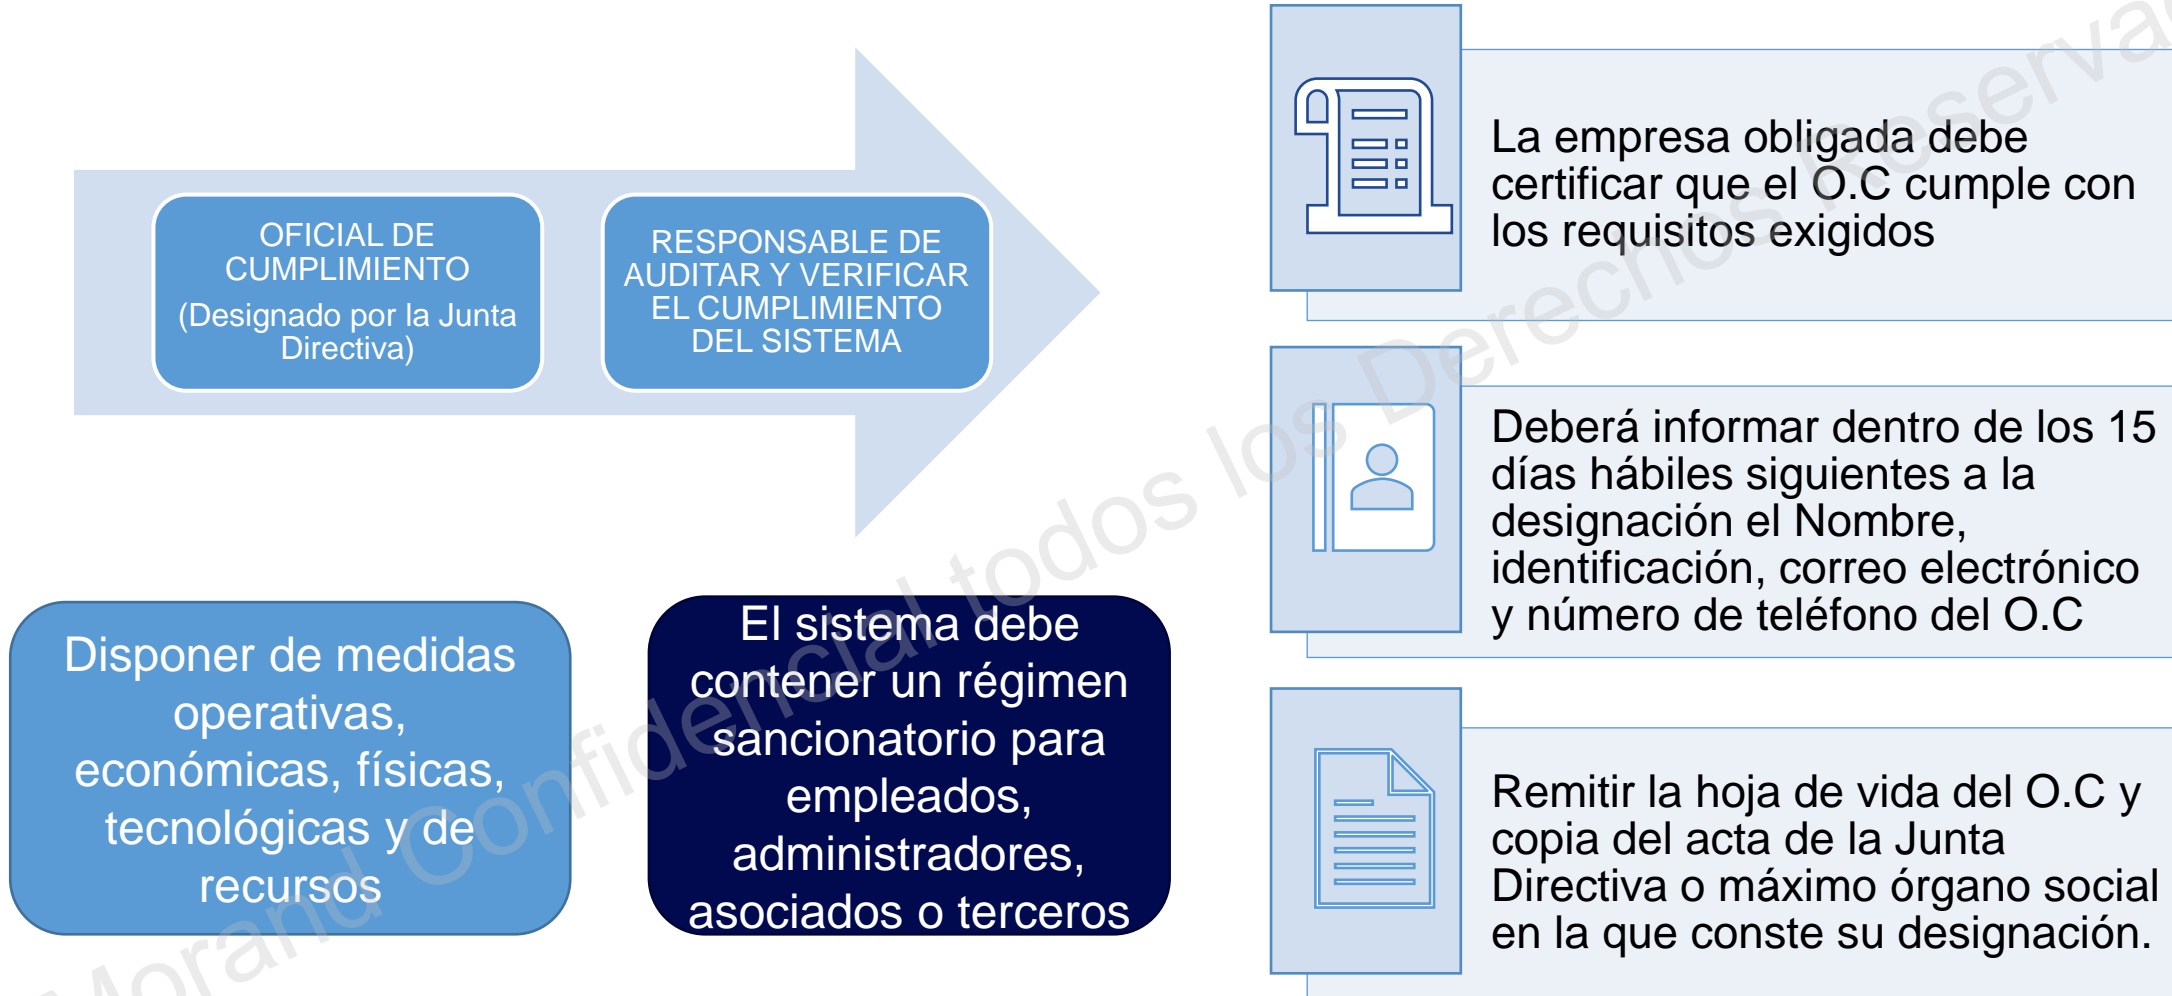 OFICIAL DE
CUMPLIMIENTO
(Designado por la Junta
Directiva)
RESPONSABLE DE
AUDITAR Y VERIFICAR
EL CUMPLIMIENTO
DEL SISTEMA
Disponer de medidas
operativas,
económicas, físicas,
tecnológicas y de
recursos
El sistema debe
contener un régimen
sancionatorio para
empleados,
administradores,
asociados o terceros
La empresa obligada debe
certificar que el O.C cumple con
los requisitos exigidos
Deberá informar dentro de los 15
días hábiles siguientes a la
designación el Nombre,
identificación, correo electrónico
y número de teléfono del O.C
Remitir la hoja de vida del O.C y
copia del acta de la Junta
Directiva o máximo órgano social
en la que conste su designación.
Morand Confidencial todos los Derechos Reserva